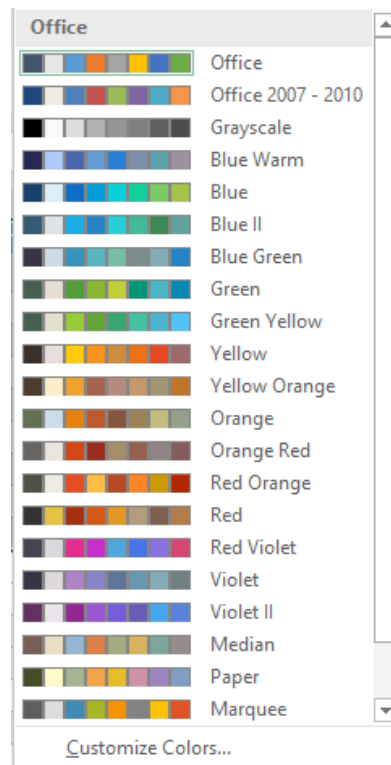 Office
Office
Office 2007 - 2010
Grayscale
Blue Warm
Blue
Blue II
Blue Green
Green
Green Yellow
Yellow
Yellow Orange
Orange
Orange Red
Red Orange
Red
Red Violet
Violet
Violet II
Median
Paper
Marquee
Customize Colors...